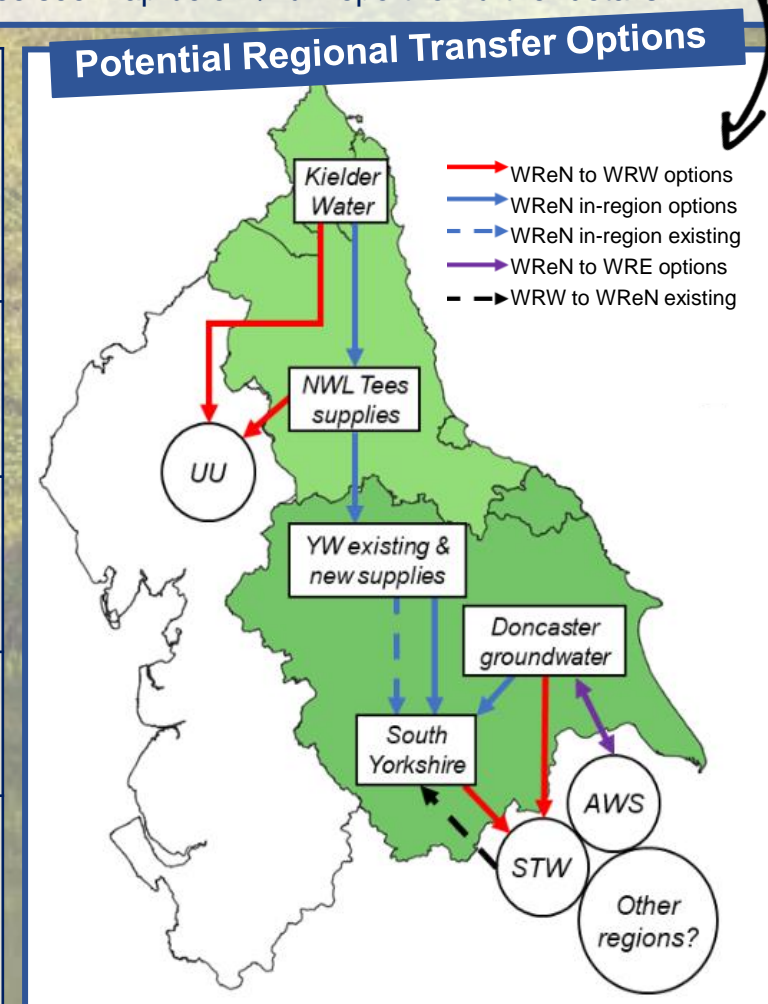 Potential Regional Transfer Options
WReN to WRW options
WReN in-region options
WReN in-region existing
WReN to WRE options
WRW to WReN existing
Kielder
Water
NWL Tees
supplies
UU
YW existing &
new supplies
Doncaster
groundwater
South
Yorkshire
AWS
STW
Other
regions?